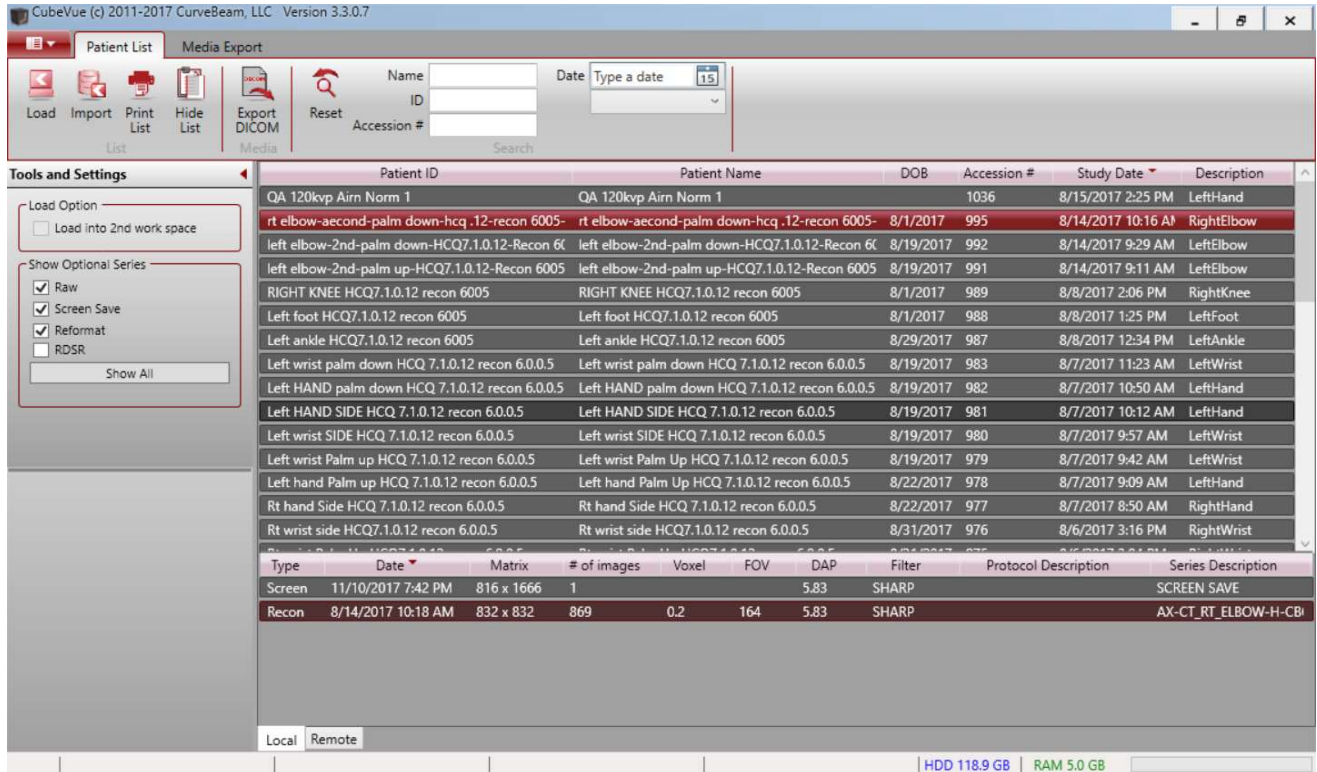 CubeVue (c) 2011-2017 CurveBeam, LLC Version 3.3.0.7
Patient List Media Export
Load Import Print List Hide List Export DICOM Reset
Name
ID
Accession #
Date Type a date 15
List Media Search
Tools and Settings
Load Option
Load into 2nd work space
Show Optional Series
Raw
Screen Save
Reformat
RDSR
Show All
Patient ID Patient Name DOB Accession # Study Date Description
QA 120kvp Airn Norm 1 QA 120kvp Airn Norm 1 1036 8/15/2017 2:25 PM LeftHand
rt elbow-aecond-palm down-hcq .12-recon 6005- rt elbow-aecond-palm down-hcq .12-recon 6005- 8/1/2017 995 8/14/2017 10:16 AM RightElbow
left elbow-2nd-palm down-HCQ7.1.0.12-Recon 6( left elbow-2nd-palm down-HCQ7.1.0.12-Recon 6( 8/19/2017 992 8/14/2017 9:29 AM LeftElbow
left elbow-2nd-palm up-HCQ7.1.0.12-Recon 6005 left elbow-2nd-palm up-HCQ7.1.0.12-Recon 6005 8/19/2017 991 8/14/2017 9:11 AM LeftElbow
RIGHT KNEE HCQ7.1.0.12 recon 6005 RIGHT KNEE HCQ7.1.0.12 recon 6005 8/1/2017 989 8/8/2017 2:06 PM RightKnee
Left foot HCQ7.1.0.12 recon 6005 Left foot HCQ7.1.0.12 recon 6005 8/1/2017 988 8/8/2017 1:25 PM LeftFoot
Left ankle HCQ7.1.0.12 recon 6005 Left ankle HCQ7.1.0.12 recon 6005 8/29/2017 987 8/8/2017 12:34 PM LeftAnkle
Left wrist palm down HCQ 7.1.0.12 recon 6.0.0.5 Left wrist palm down HCQ 7.1.0.12 recon 6.0.0.5 8/19/2017 983 8/7/2017 11:23 AM LeftWrist
Left HAND palm down HCQ 7.1.0.12 recon 6.0.0.5 Left HAND palm down HCQ 7.1.0.12 recon 6.0.0.5 8/19/2017 982 8/7/2017 10:50 AM LeftHand
Left HAND SIDE HCQ 7.1.0.12 recon 6.0.0.5 Left HAND SIDE HCQ 7.1.0.12 recon 6.0.0.5 8/19/2017 981 8/7/2017 10:12 AM LeftHand
Left wrist SIDE HCQ 7.1.0.12 recon 6.0.0.5 Left wrist SIDE HCQ 7.1.0.12 recon 6.0.0.5 8/19/2017 980 8/7/2017 9:57 AM LeftWrist
Left wrist Palm up HCQ 7.1.0.12 recon 6.0.0.5 Left wrist Palm Up HCQ 7.1.0.12 recon 6.0.0.5 8/19/2017 979 8/7/2017 9:42 AM LeftWrist
Left hand Palm up HCQ 7.1.0.12 recon 6.0.0.5 Left hand Palm Up HCQ 7.1.0.12 recon 6.0.0.5 8/22/2017 978 8/7/2017 9:09 AM LeftHand
Rt hand Side HCQ 7.1.0.12 recon 6.0.0.5 Rt hand Side HCQ 7.1.0.12 recon 6.0.0.5 8/22/2017 977 8/7/2017 8:50 AM RightHand
Rt wrist side HCQ7.1.0.12 recon 6.0.0.5 Rt wrist side HCQ7.1.0.12 recon 6.0.0.5 8/31/2017 976 8/6/2017 3:16 PM RightWrist
Type Date Matrix # of images Voxel FOV DAP Filter Protocol Description Series Description
Screen 11/10/2017 7:42 PM 816 x 1666 1 5.83 SHARP SCREEN SAVE
Recon 8/14/2017 10:18 AM 832 x 832 869 0.2 164 5.83 SHARP AX-CT_RT_ELBOW-H-CB
Local Remote
HDD 118.9 GB RAM 5.0 GB